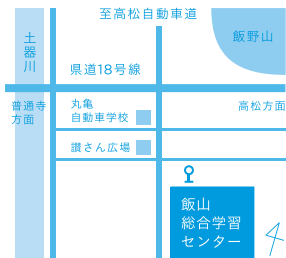 至高松自動車道
土器川
飯野山
県道18号線
普通寺
方面
丸亀
自動車学校
高松方面
讃さん広場
飯山
総合学習
センター